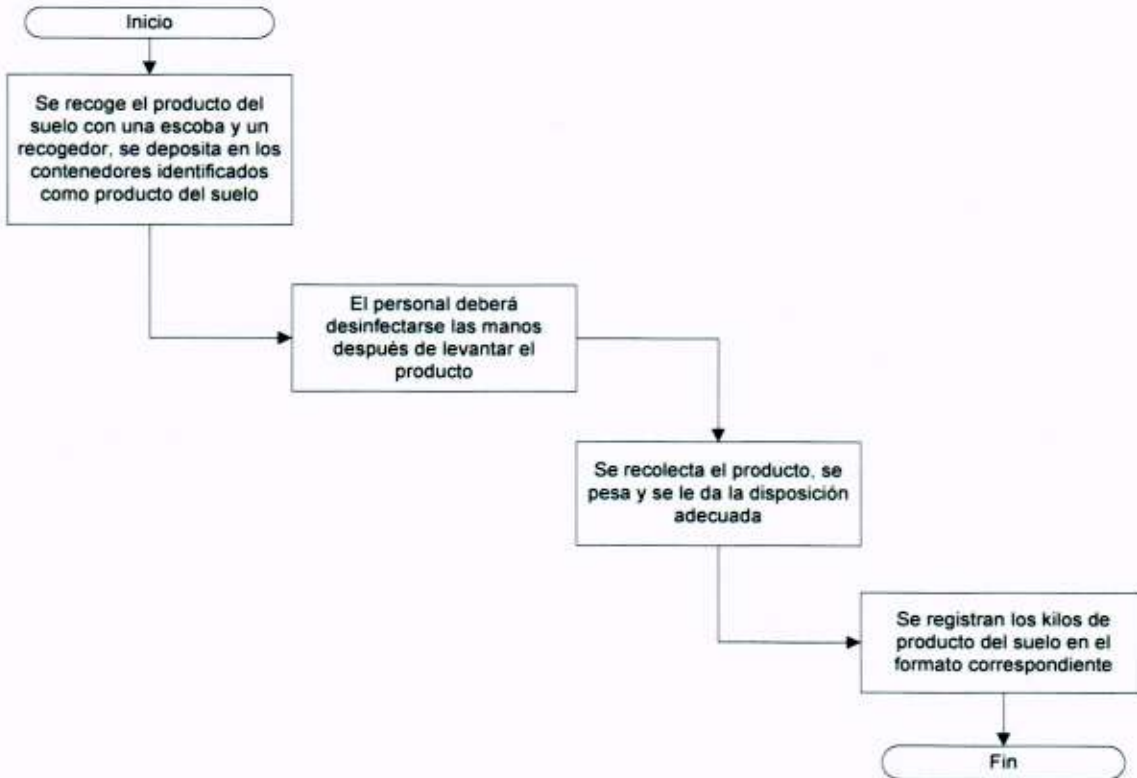 Inicio
Se recoge el producto del
suelo con una escoba y un
recogedor, se deposita en los
contenedores identificados
como producto del suelo
El personal deberá
desinfectarse las manos
después de levantar el
producto
Se recolecta el producto, se
pesa y se le da la disposición
adecuada
Se registran los kilos de
producto del suelo en el
formato correspondiente
Fin